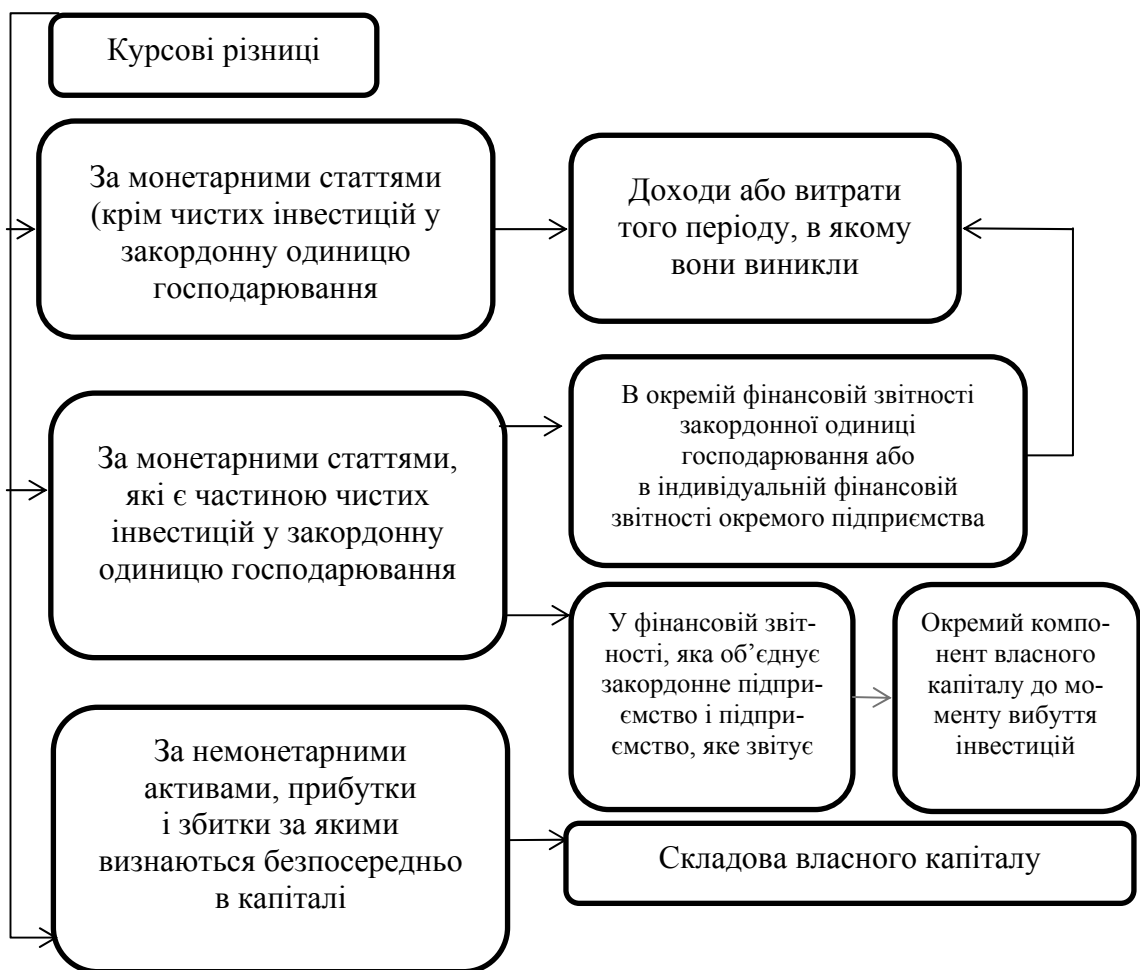 Курсові різниці
За монетарними статтями
(крім чистих інвестицій у
закордонну одиницю
господарювання
Доходи або витрати
того періоду, в якому
вони виникли
За монетарними статтями,
які є частиною чистих
інвестицій у закордонну
одиницю господарювання
В окремій фінансовій звітності
закордонної одиниці
господарювання або
в індивідуальній фінансовій
звітності окремого підприємства
У фінансовій звіт-
ності, яка об’єднує
закордонне підпри-
ємство і підпри-
ємство, яке звітує
Окремий компо-
нент власного
капіталу до мо-
менту вибуття
інвестицій
За немонетарними
активами, прибутки
і збитки за якими
визнаються безпосередньо
в капіталі
Складова власного капіталу